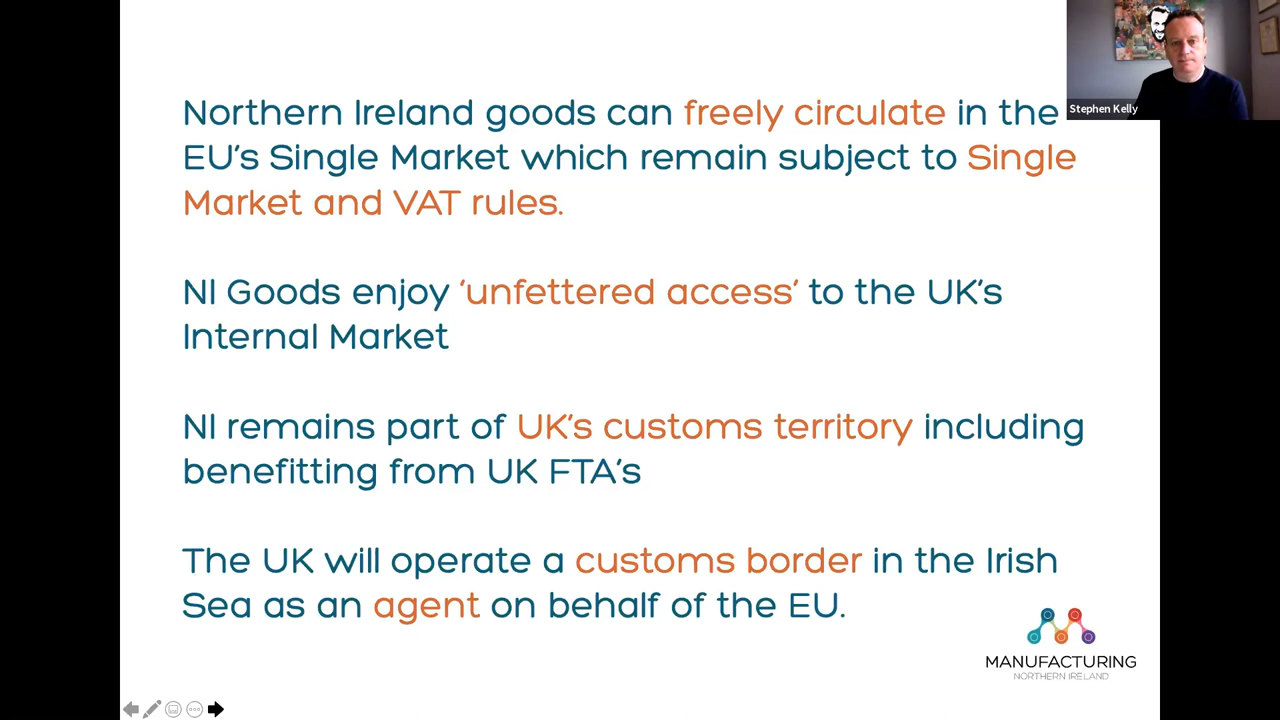 Northern Ireland goods can freely circulate in the
EU's Single Market which remain subject to Single
Market and VAT rules.
NI Goods enjoy 'unfettered access' to the UK's
Internal Market
NI remains part of UK's customs territory including
benefitting from UK FTA's
The UK will operate a customs border in the Irish
Sea as an agent on behalf of the EU.
Stephen Kelly
MANUFACTURING
NORTHERN IRELAND